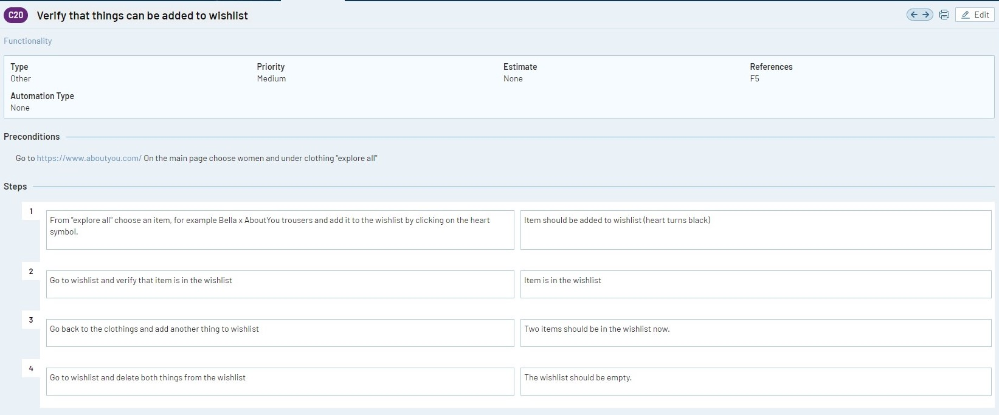 C20 Verify that things can be added to wishlist
Edit
Functionality
Type Priority Estimate References
Other Medium None F5
Automation Type
None
Preconditions
Go to https://www.aboutyou.com/ On the main page choose women and under clothing "explore all"
Steps
1
From "explore all" choose an item, for example Bella x AboutYou trousers and add it to the wishlist by clicking on the heart
symbol.
Item should be added to wishlist (heart turns black)
2
Go to wishlist and verify that item is in the wishlist
Item is in the wishlist
3
Go back to the clothings and add another thing to wishlist
Two items should be in the wishlist now.
4
Go to wishlist and delete both things from the wishlist
The wishlist should be empty.